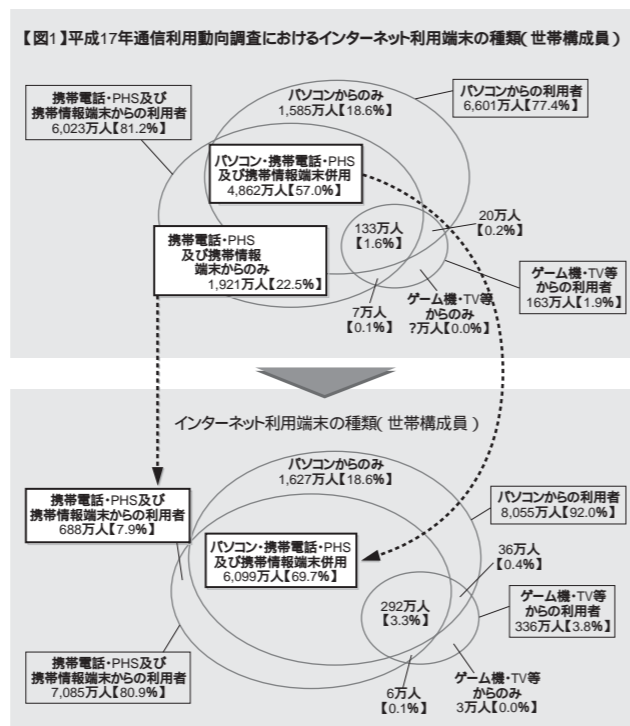 【図1】平成17年通信利用動向調査におけるインターネット利用端末の種類(世帯構成員)
携帯電話・PHS及び
携帯情報端末からの利用者
6,023万人【81.2%】
パソコンからのみ
1,585万人【18.6%】
パソコンからの利用者
6,601万人【77.4%】
パソコン・携帯電話・PHS
及び携帯情報端末併用
4,862万人【57.0%】
携帯電話・PHS
及び携帯情報
端末からのみ
1,921万人【22.5%】
133万人
【1.6%】
20万人
【0.2%】
ゲーム機・TV等
からの利用者
163万人【1.9%】
7万人
【0.1%】
ゲーム機・TV等
からのみ
?万人【0.0%】
インターネット利用端末の種類(世帯構成員)
パソコンからのみ
1,627万人【18.6%】
携帯電話・PHS及び
携帯情報端末からの利用者
688万人【7.9%】
パソコンからの利用者
8,055万人【92.0%】
パソコン・携帯電話・PHS
及び携帯情報端末併用
6,099万人【69.7%】
36万人
【0.4%】
292万人
【3.3%】
ゲーム機・TV等
からの利用者
336万人【3.8%】
携帯電話・PHS及び
携帯情報端末からの利用者
7,085万人【80.9%】
6万人
【0.1%】
ゲーム機・TV等
からのみ
3万人【0.0%】